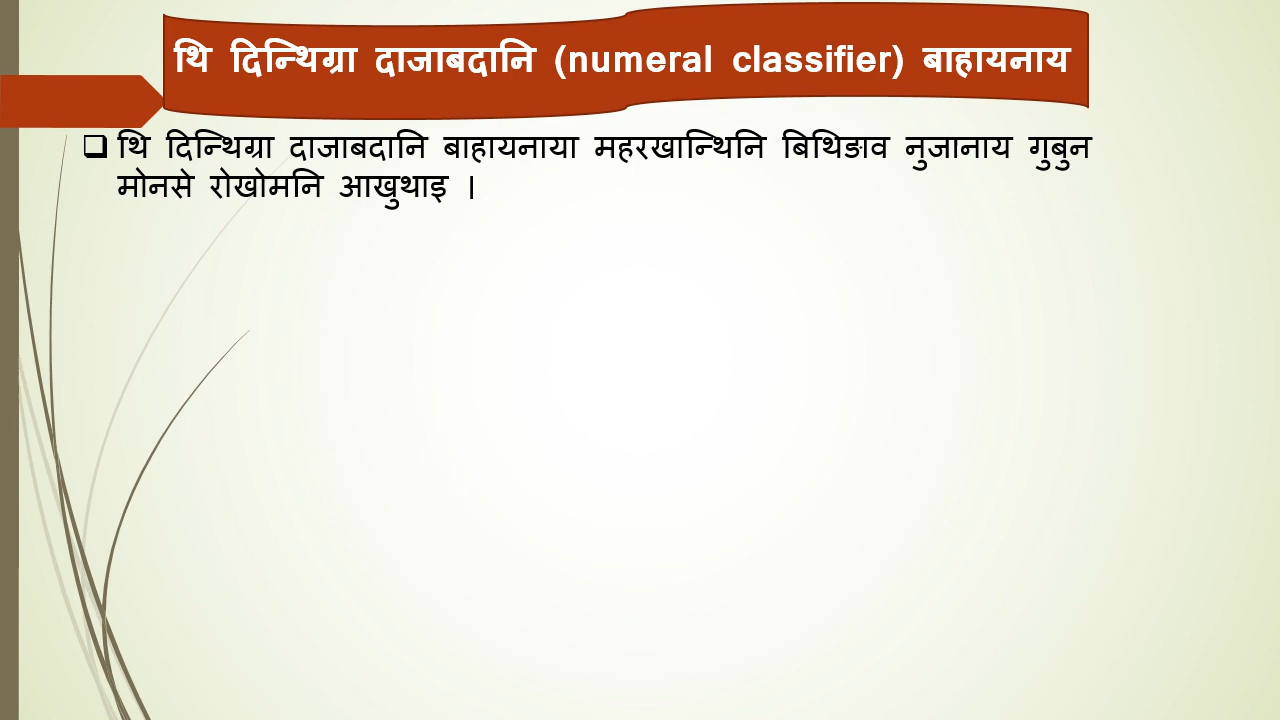 थि दिन्थिग्रा दाजाबदानि (numeral classifier) बाहायनाय
थि दिन्थिग्रा दाजाबदानि बाहायनाया महरखान्थिनि बिथिङाव नुजानाय गुबुन
मोनसे रोखोमनि आखुथाइ ।